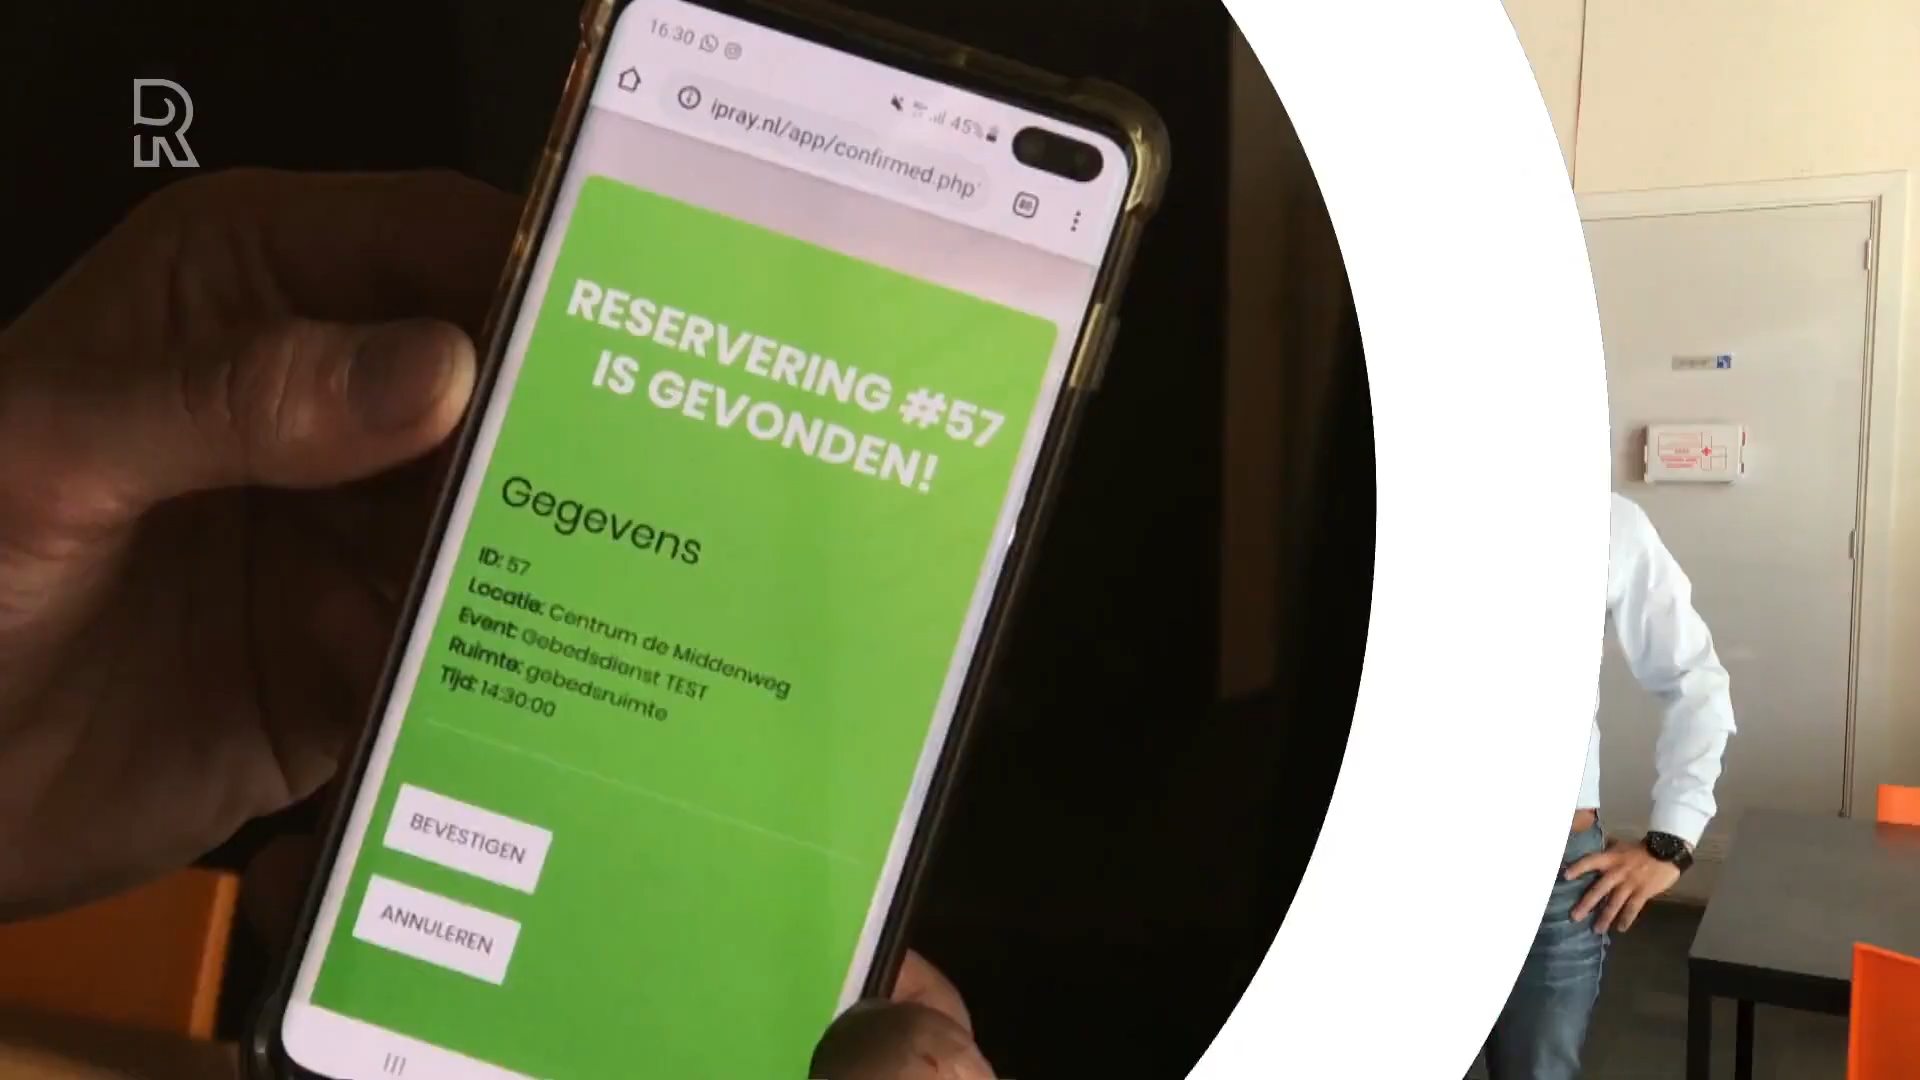 R
16:30
45%
ipray.nl/app/confirmed.php
RESERVERING #57
IS GEVONDEN!
Gegevens
ID: 57
Locatie: Centrum de Middenweg
Event: Gebedsdienst TEST
Ruimte: gebedsruimte
Tijd: 14:30:00
BEVESTIGEN
ANNULEREN